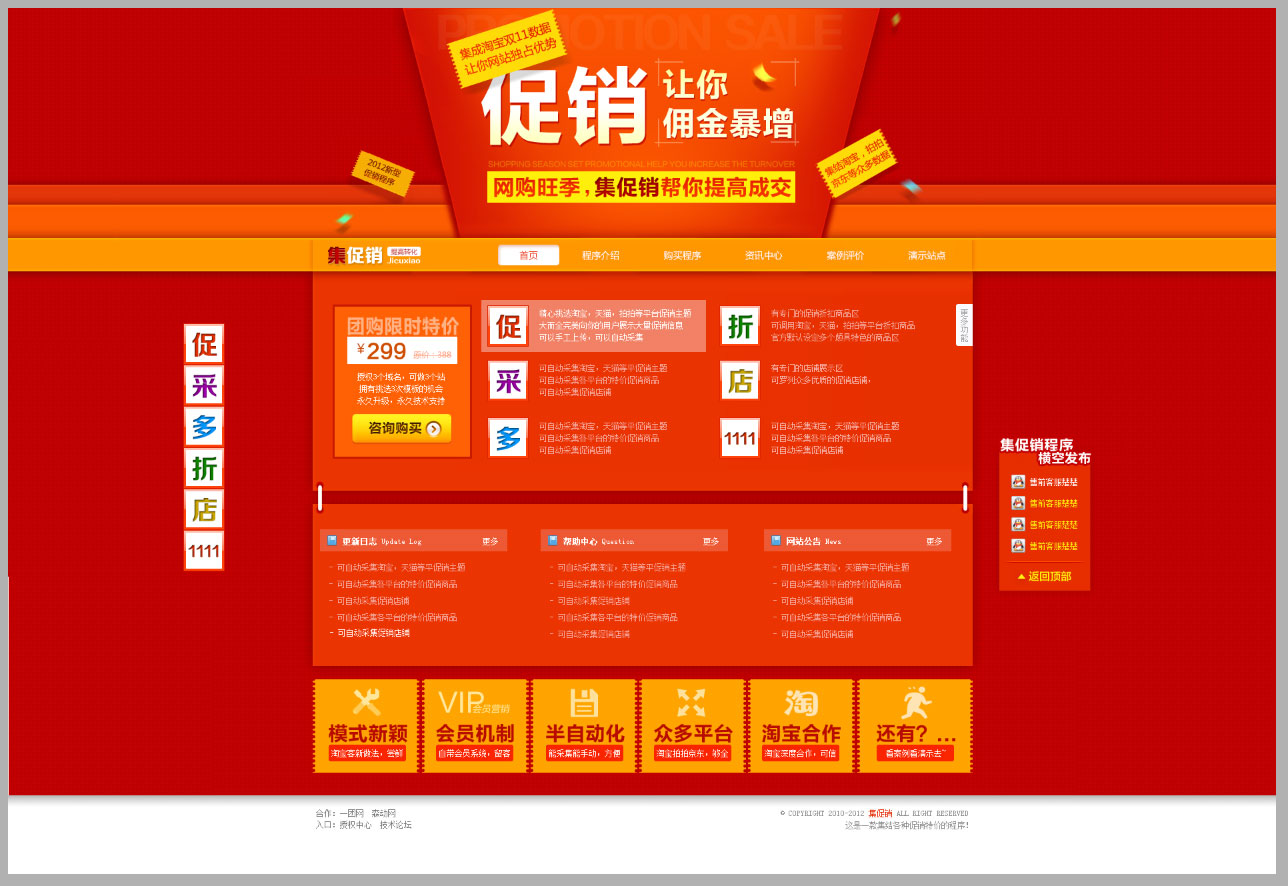 PROMOTION SALE
集成淘宝双11数据
让你网站独占优势
促销
让你
佣金暴增
2012新型
促销程序
集结淘宝，拍拍
京东等众多数据
SHOPPING SEASON SET PROMOTIONAL HELP YOU INCREASE THE TURNOVER
网购旺季，集促销帮你提高成交
集促销
提高转化
Jicuxiao
首页
程序介绍
购买程序
资讯中心
案例评价
演示站点
团购限时特价
¥299
原价：388
授权3个域名，可做3个站
拥有挑选3次模板的机会
永久升级，永久技术支持
咨询购买
促
精心挑选淘宝，天猫，拍拍等平台促销主题
大面全完美向你的用户展示大量促销信息
可以手工上传，可以自动采集
折
有专门的促销折扣商品区
可调用淘宝，天猫，拍拍等平台折扣商品
官方默认设定多个颇具特色的商品区
更多功能
采
可自动采集淘宝，天猫等平促销主题
可自动采集各平台的特价促销商品
可自动采集促销店铺
店
有专门的店铺展示区
可罗列众多优质的促销店铺，
多
可自动采集淘宝，天猫等平促销主题
可自动采集各平台的特价促销商品
可自动采集促销店铺
1111
可自动采集淘宝，天猫等平促销主题
可自动采集各平台的特价促销商品
可自动采集促销店铺
促
采
多
折
店
1111
集促销程序
横空发布
售前客服楚楚
售前客服楚楚
售前客服楚楚
售前客服楚楚
返回顶部
更新日志 Update Log 更多
- 可自动采集淘宝，天猫等平促销主题
- 可自动采集各平台的特价促销商品
- 可自动采集促销店铺
- 可自动采集各平台的特价促销商品
- 可自动采集促销店铺
帮助中心 Question 更多
- 可自动采集淘宝，天猫等平促销主题
- 可自动采集各平台的特价促销商品
- 可自动采集促销店铺
- 可自动采集各平台的特价促销商品
- 可自动采集促销店铺
网站公告 News 更多
- 可自动采集淘宝，天猫等平促销主题
- 可自动采集各平台的特价促销商品
- 可自动采集促销店铺
- 可自动采集各平台的特价促销商品
- 可自动采集促销店铺
模式新颖
淘宝客新做法，尝鲜
VIP会员营销
会员机制
自带会员系统，留客
半自动化
能采集能手动，方便
众多平台
淘宝拍拍京东，够全
淘
淘宝合作
淘宝深度合作，可信
还有？...
看案例看演示去~
合作：一团网 森动网
入口：授权中心 技术论坛
© COPYRIGHT 2010-2012 集促销 ALL RIGHT RESERVED
这是一款集结各种促销特价的程序！